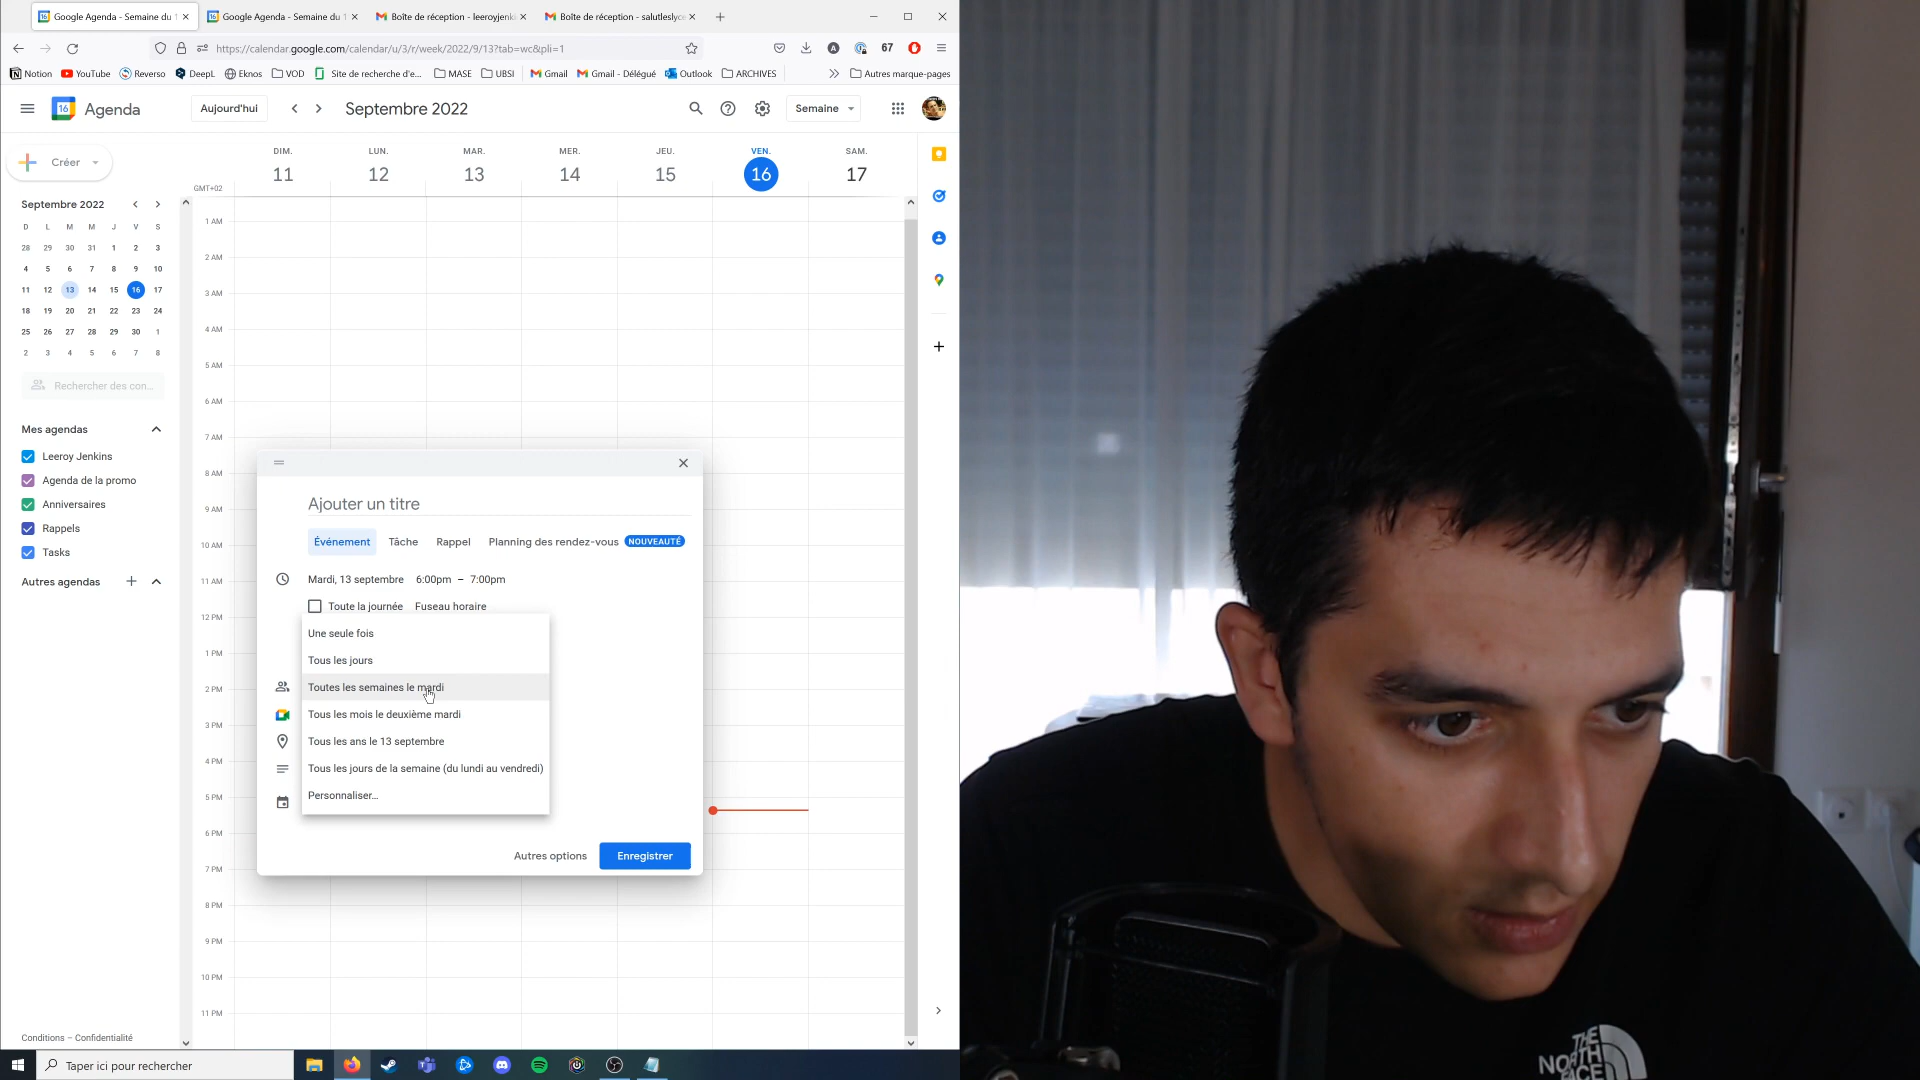 Google Agenda - Semaine du 1
Google Agenda - Semaine du 1
Boîte de réception - leeroyjenki
Boîte de réception - salutleslyce
https://calendar.google.com/calendar/u/3/r/week/2022/9/13?tab=wc&pli=1
67
Notion
YouTube
Reverso
DeepL
Eknos
VOD
Site de recherche d'e...
MASE
UBSI
Gmail
Gmail - Délégué
Outlook
ARCHIVES
Autres marque-pages
16
Agenda
Aujourd'hui
Septembre 2022
Semaine
Créer
DIM. LUN. MAR. MER. JEU. VEN. SAM.
11 12 13 14 15 16 17
GMT+02
Septembre 2022
D L M M J V S
28 29 30 31 1 2 3
4 5 6 7 8 9 10
11 12 13 14 15 16 17
18 19 20 21 22 23 24
25 26 27 28 29 30 1
2 3 4 5 6 7 8
Rechercher des con...
Mes agendas
Leeroy Jenkins
Agenda de la promo
Anniversaires
Rappels
Tasks
Autres agendas
Conditions – Confidentialité
1 AM
2 AM
3 AM
4 AM
5 AM
6 AM
7 AM
8 AM
9 AM
10 AM
11 AM
12 PM
1 PM
2 PM
3 PM
4 PM
5 PM
6 PM
7 PM
8 PM
9 PM
10 PM
11 PM
Ajouter un titre
Événement Tâche Rappel Planning des rendez-vous NOUVEAUTÉ
Mardi, 13 septembre 6:00pm – 7:00pm
Toute la journée Fuseau horaire
Une seule fois
Tous les jours
Toutes les semaines le mardi
Tous les mois le deuxième mardi
Tous les ans le 13 septembre
Tous les jours de la semaine (du lundi au vendredi)
Personnaliser...
Autres options
Enregistrer
Taper ici pour rechercher
THE
NORTH
FACE